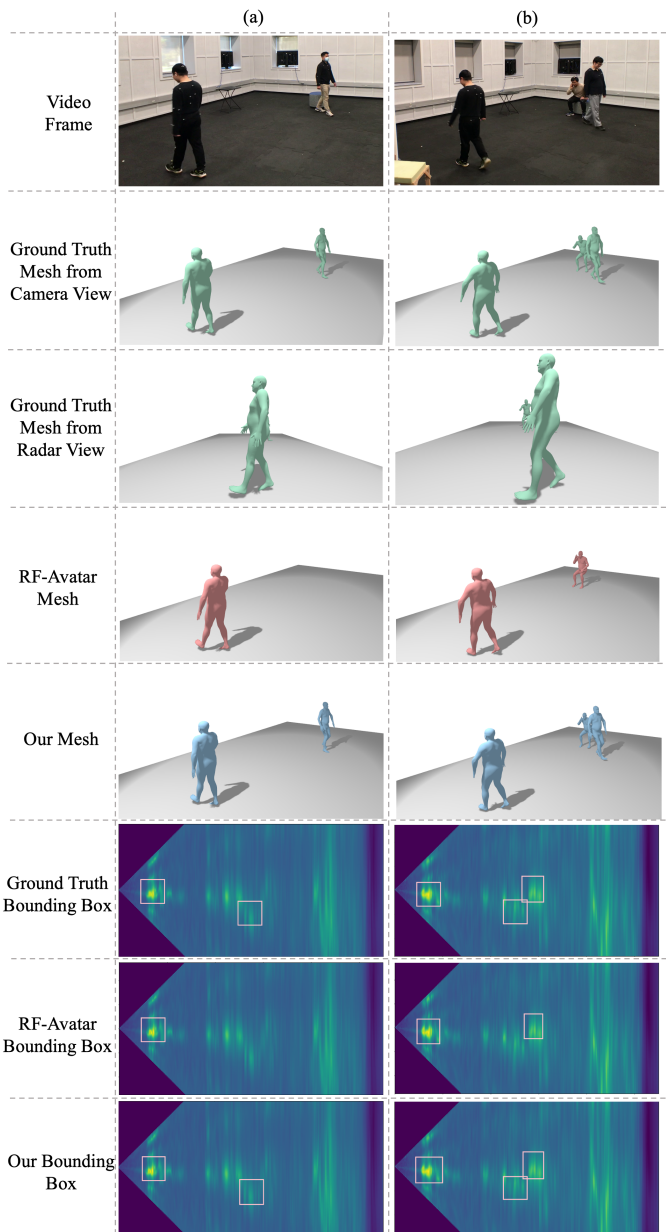 (a)
(b)
Video
Frame
Ground Truth
Mesh from
Camera View
Ground Truth
Mesh from
Radar View
RF-Avatar
Mesh
Our Mesh
Ground Truth
Bounding Box
RF-Avatar
Bounding Box
Our Bounding
Box